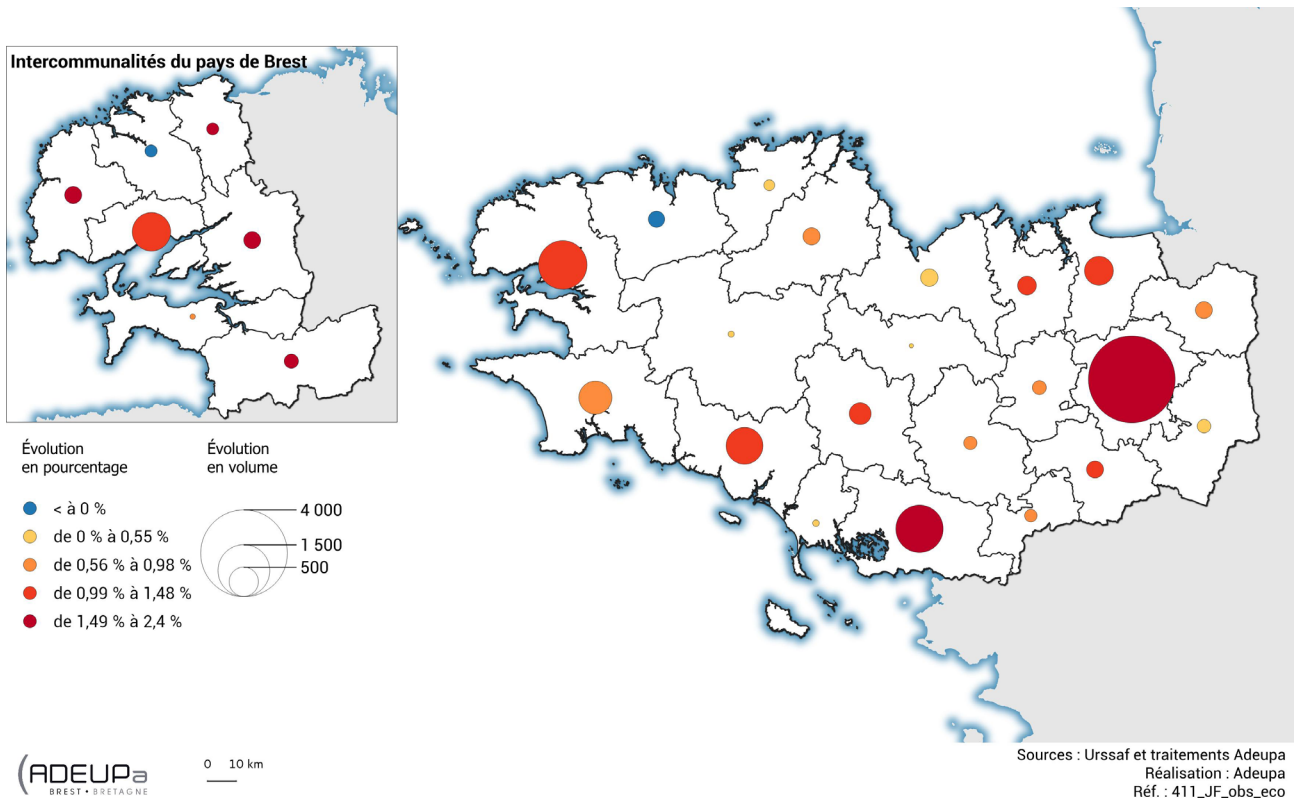 Intercommunalités du pays de Brest
Évolution
en pourcentage
< à 0 %
de 0 % à 0,55 %
de 0,56 % à 0,98 %
de 0,99 % à 1,48 %
de 1,49 % à 2,4 %
Évolution
en volume
4 000
1 500
500
ADEUPa
BREST • BRETAGNE
0 10 km
Sources : Urssaf et traitements Adeupa
Réalisation : Adeupa
Réf. : 411_JF_obs_eco